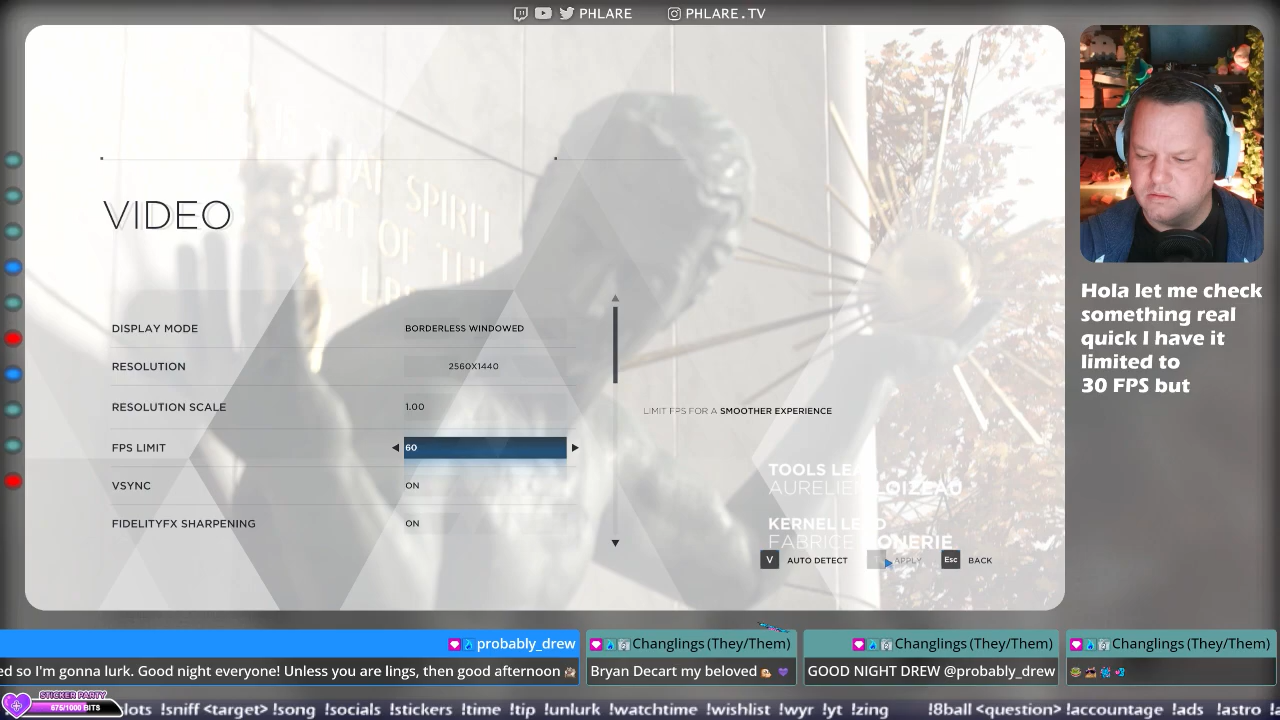 PHLARE PHLARE.TV
VIDEO
DISPLAY MODE BORDERLESS WINDOWED
RESOLUTION 2560X1440
RESOLUTION SCALE 1.00
FPS LIMIT 60
VSYNC ON
FIDELITYFX SHARPENING ON
LIMIT FPS FOR A SMOOTHER EXPERIENCE
TOOLS LEAD
AURELIEN LOIZEAU
KERNEL LEAD
FABRICE
V AUTO DETECT APPLY Esc BACK
Hola let me check
something real
quick I have it
limited to
30 FPS but
probably_drew
ed so I'm gonna lurk. Good night everyone! Unless you are lings, then good afternoon
Changlings (They/Them)
Bryan Decart my beloved
Changlings (They/Them)
GOOD NIGHT DREW @probably_drew
Changlings (They/Them)
STICKER PARTY
675/1000 BITS
lots !sniff <target> !song !socials !stickers !time !tip !unlurk !watchtime !wishlist !wyr !yt !zing !8ball <question> !accountage !ads !astro